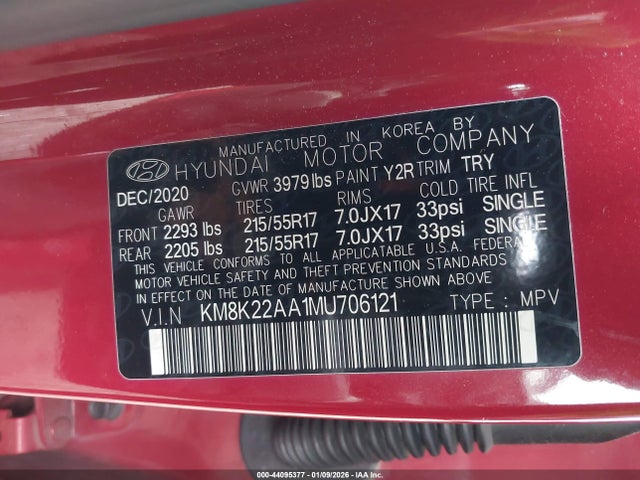 MANUFACTURED IN KOREA BY
HYUNDAI MOTOR COMPANY
DEC/2020 GVWR 3979 lbs PAINT Y2R TRIM TRY
GAWR TIRES RIMS COLD TIRE INFL
FRONT 2293 lbs 215/55R17 7.0JX17 33psi SINGLE
REAR 2205 lbs 215/55R17 7.0JX17 33psi SINGLE
THIS VEHICLE CONFORMS TO ALL APPLICABLE U.S.A. FEDERAL
MOTOR VEHICLE SAFETY AND THEFT PREVENTION STANDARDS
IN EFFECT ON THE DATE OF MANUFACTURE SHOWN ABOVE
V.I.N KM8K22AA1MU706121 TYPE : MPV
000-44095377 - 01/09/2026 - IAAI.COM